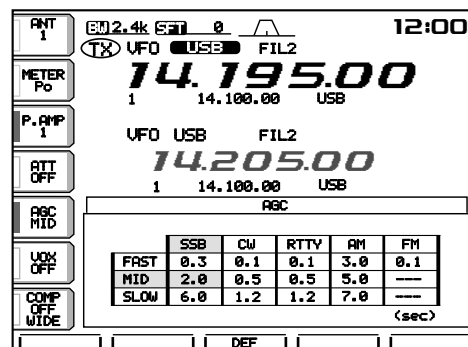 ANT
1
BW 2.4k SFT 0
12:00
TX VFO USB FIL2
METER
Po
14.195.00
1 14.100.00 USB
P.AMP
1
VFO USB FIL2
14.205.00
ATT
OFF
1 14.100.00 USB
AGC
MID
AGC
SSB CW RTTY AM FM
FAST 0.3 0.1 0.1 3.0 0.1
MID 2.0 0.5 0.5 5.0 ---
SLOW 6.0 1.2 1.2 7.0 ---
(sec)
VOX
OFF
COMP
OFF
WIDE
DEF